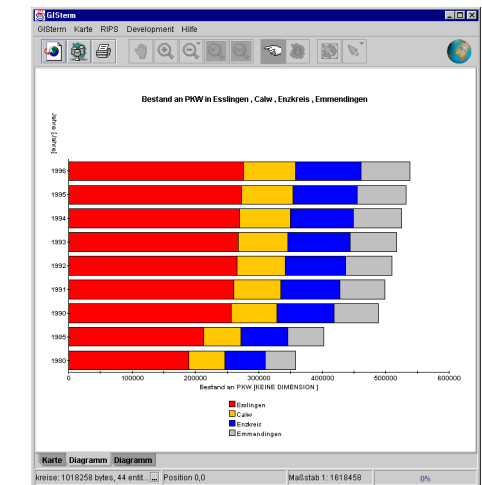 GISterm
GISterm Karte RIPS Development Hilfe
Bestand an PKW in Esslingen , Calw , Enzkreis , Emmendingen
Jahre [Jahre]
1996
1995
1994
1993
1992
1991
1990
1985
1980
0 100000 200000 300000 400000 500000 600000
Bestand an PKW [KEINE DIMENSION ]
Esslingen
Calw
Enzkreis
Emmendingen
Karte Diagramm Diagramm
kreise: 1018258 bytes, 44 entit... ... Position 0,0 Maßstab 1: 1618458 0%